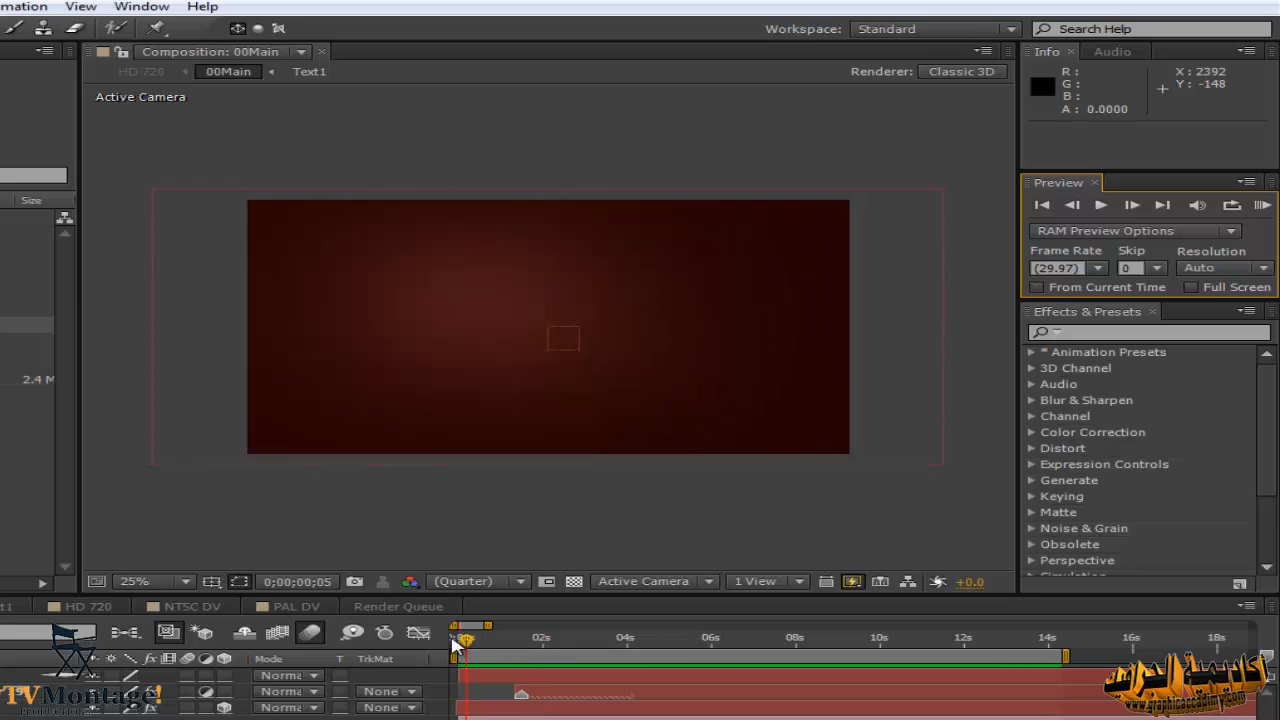 mation View Window Help
Workspace: Standard Search Help
Composition: 00Main
HD-720 00Main Text1
Renderer: Classic 3D
Active Camera
Info Audio
R : X : 2392
G : Y : -148
B :
A : 0.0000
Size
Preview
RAM Preview Options
Frame Rate Skip Resolution
(29.97) 0 Auto
From Current Time Full Screen
Effects & Presets
* Animation Presets
3D Channel
Audio
Blur & Sharpen
Channel
Color Correction
Distort
Expression Controls
Generate
Keying
Matte
Noise & Grain
Obsolete
Perspective
2.4 M
25% 0;00;00;05 (Quarter) Active Camera 1 View +0.0
t1 HD 720 NTSC DV PAL DV Render Queue
02s 04s 06s 08s 10s 12s 14s 16s 18s
Mode T TrkMat
Norma
Norma None
Norma None
TVMontage!
PRODUCTIONS
www.graphicaccadimy.com